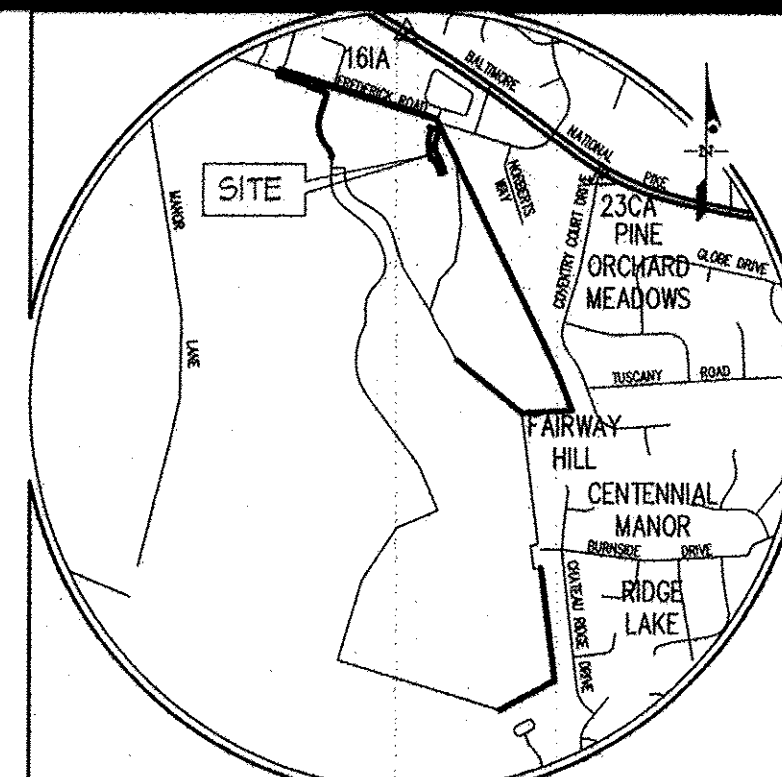 161A
BALTIMORE
NATIONAL
PIKE
FREDERICK ROAD
SITE
NORBERTS
WAY
MANOR
LANE
N
COVENTRY COURT DRIVE
23CA
PINE
ORCHARD
MEADOWS
GLOBE DRIVE
TUSCANY ROAD
FAIRWAY
HILL
CENTENNIAL
MANOR
BURNSIDE DRIVE
CHATEAU RIDGE DRIVE
RIDGE
LAKE